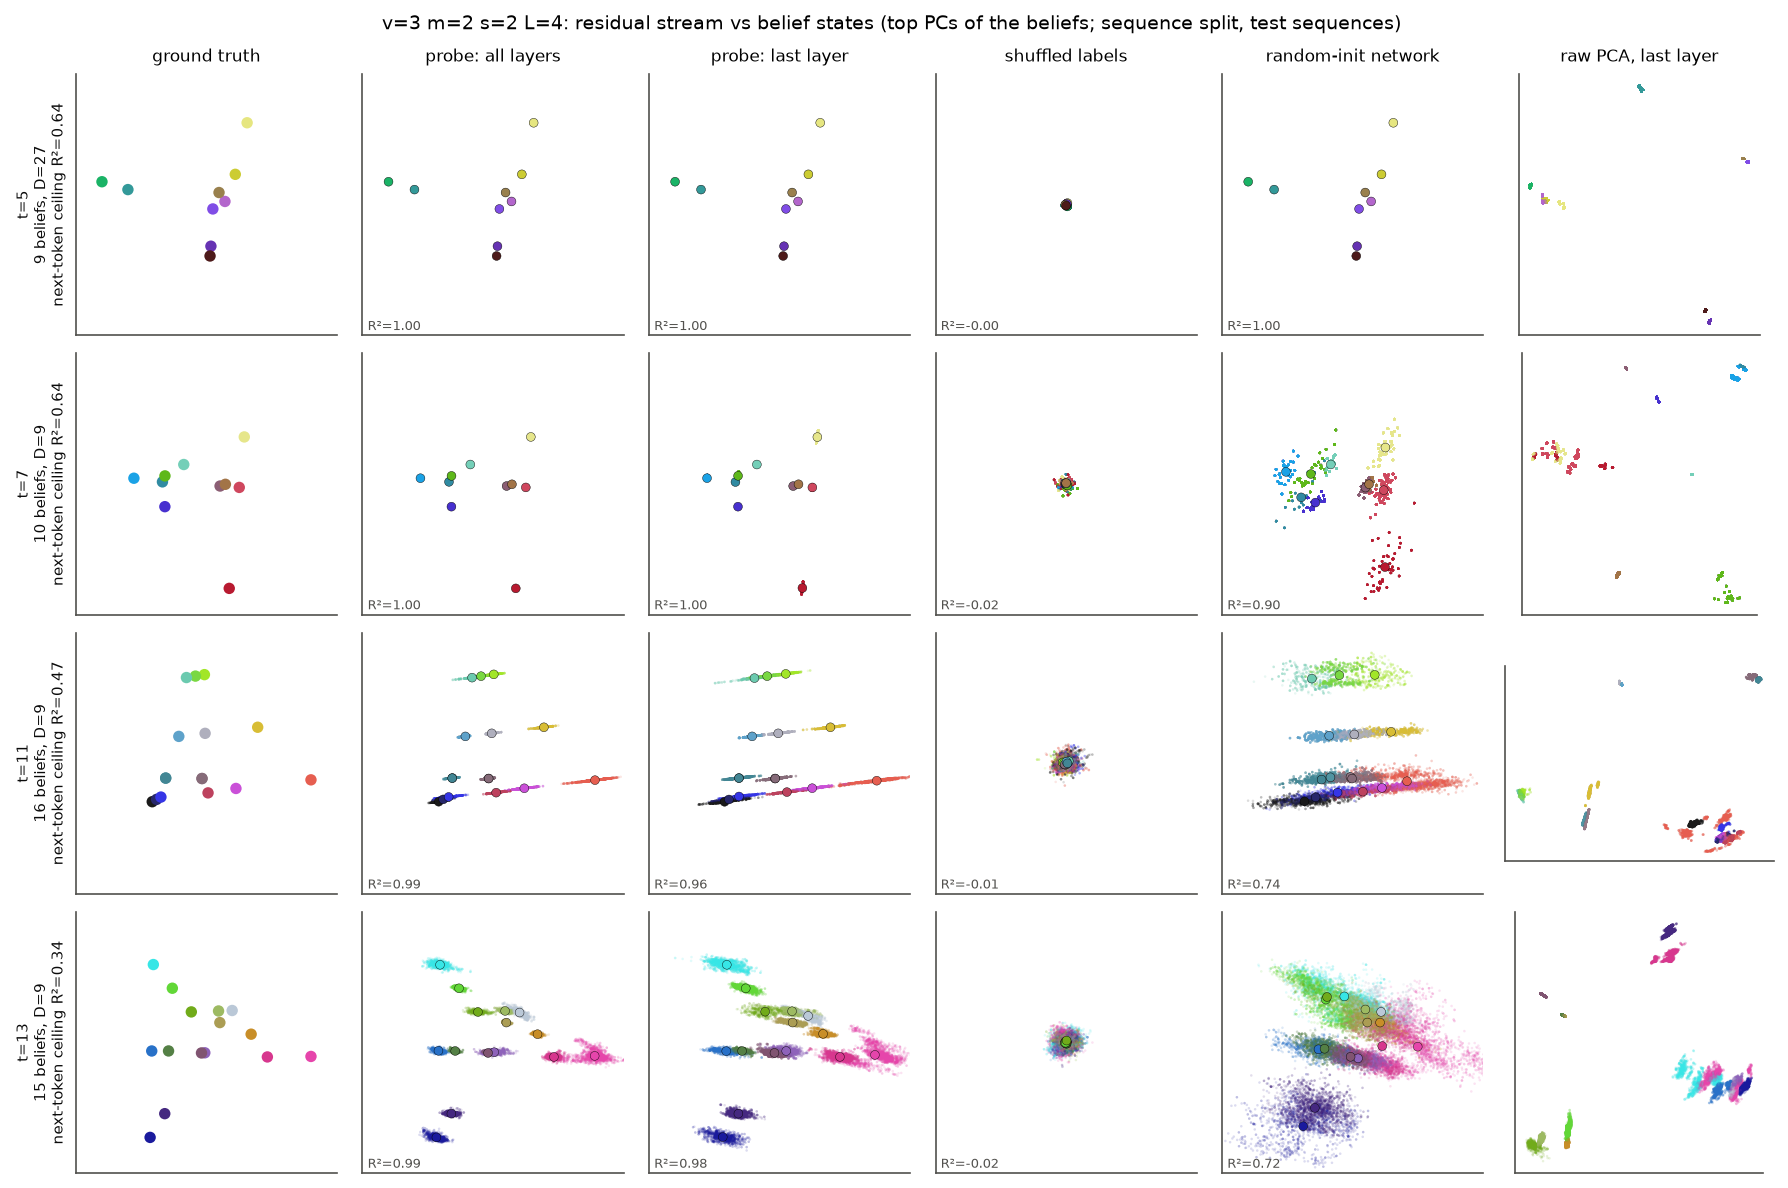 v=3 m=2 s=2 L=4: residual stream vs belief states (top PCs of the beliefs; sequence split, test sequences)
ground truth
probe: all layers
probe: last layer
shuffled labels
random-init network
raw PCA, last layer
t=5
9 beliefs, D=27
next-token ceiling R²=0.64
R²=1.00
R²=1.00
R²=-0.00
R²=1.00
t=7
10 beliefs, D=9
next-token ceiling R²=0.64
R²=1.00
R²=1.00
R²=-0.02
R²=0.90
t=11
16 beliefs, D=9
next-token ceiling R²=0.47
R²=0.99
R²=0.96
R²=-0.01
R²=0.74
t=13
15 beliefs, D=9
next-token ceiling R²=0.34
R²=0.99
R²=0.98
R²=-0.02
R²=0.72